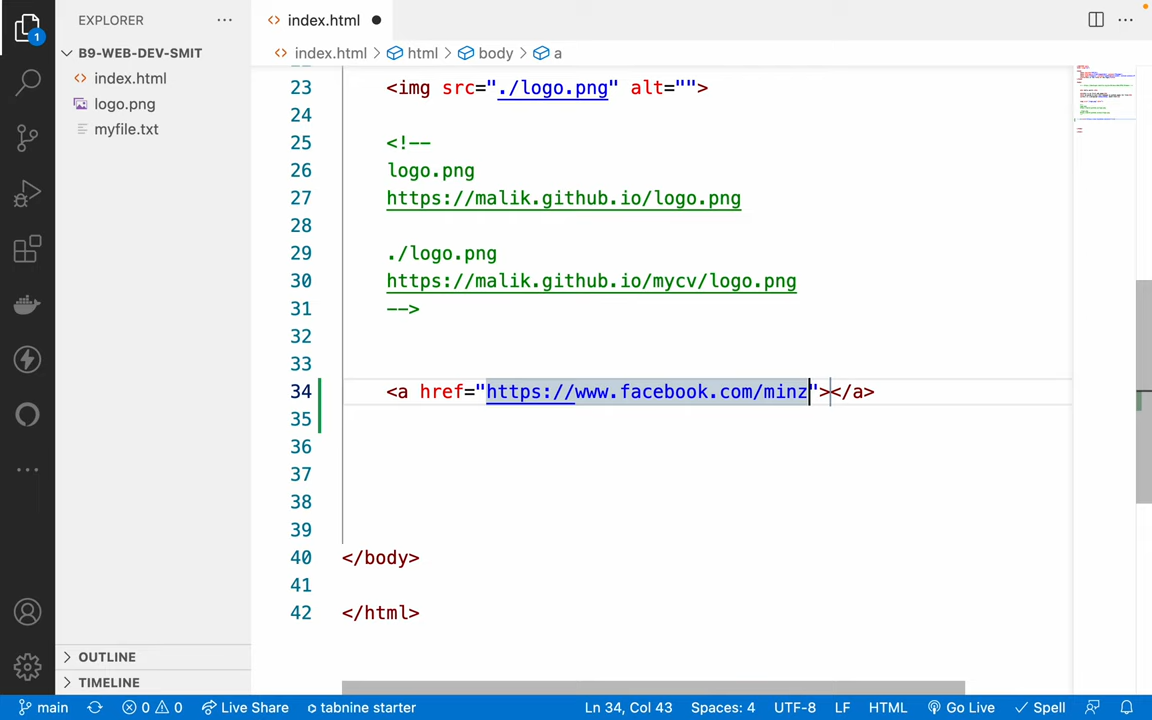 EXPLORER
index.html
1
B9-WEB-DEV-SMIT
index.html
logo.png
myfile.txt
index.html > html > body > a
23 <img src="./logo.png" alt="">
24
25 <!--
26 logo.png
27 https://malik.github.io/logo.png
28
29 ./logo.png
30 https://malik.github.io/mycv/logo.png
31 -->
32
33
34 <a href="https://www.facebook.com/minz"></a>
35
36
37
38
39
40 </body>
41
42 </html>
OUTLINE
TIMELINE
main 0 0 Live Share tabnine starter Ln 34, Col 43 Spaces: 4 UTF-8 LF HTML Go Live Spell